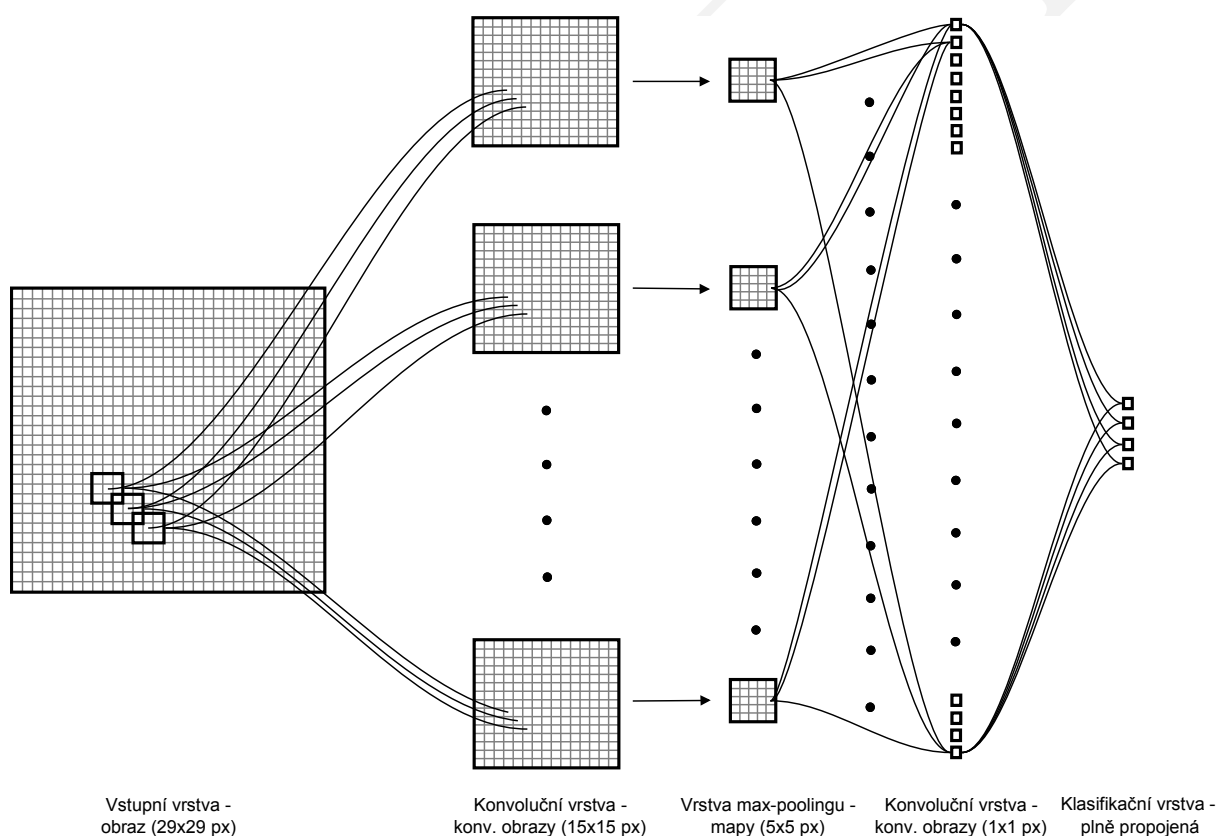 Vstupní vrstva -
obraz (29x29 px)
Konvoluční vrstva -
konv. obrazy (15x15 px)
Vrstva max-poolingu -
mapy (5x5 px)
Konvoluční vrstva -
konv. obrazy (1x1 px)
Klasifikační vrstva -
plně propojená